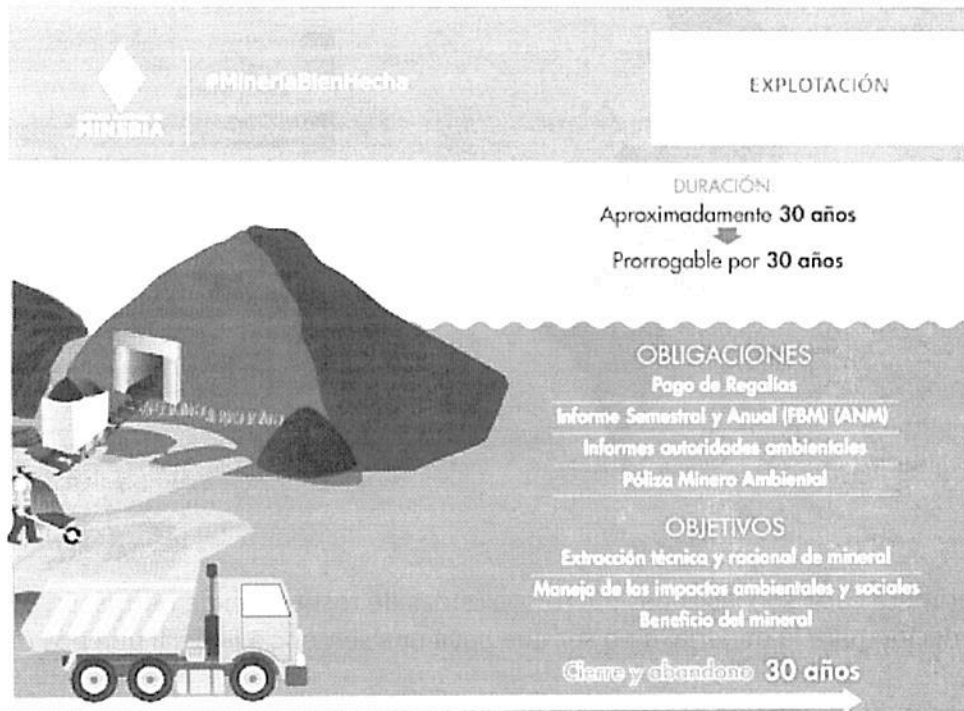 #MineríaBienHecha
MINERÍA
EXPLOTACIÓN
DURACIÓN
Aproximadamente 30 años
Prorrogable por 30 años
OBLIGACIONES
Pago de Regalías
Informe Semestral y Anual (FBM) (ANM)
Informes autoridades ambientales
Póliza Minero Ambiental
OBJETIVOS
Extracción técnica y racional de mineral
Manejo de los impactos ambientales y sociales
Beneficio del mineral
Cierre y abandono 30 años